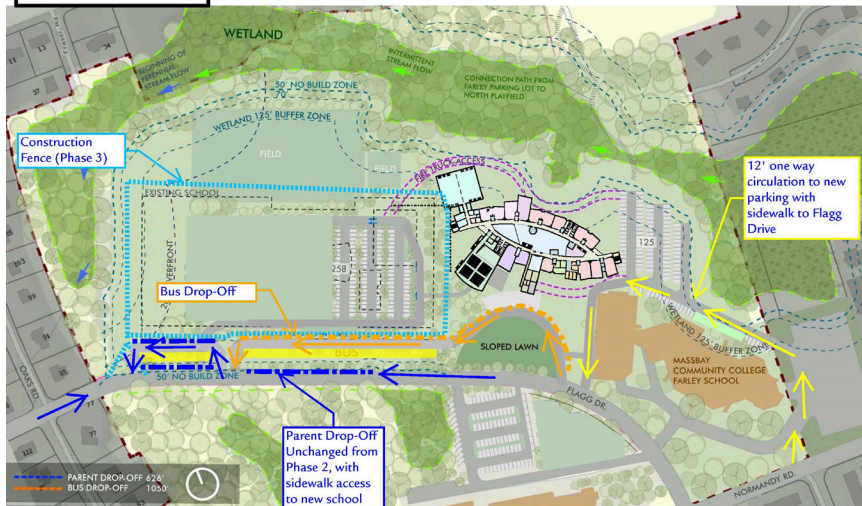 WETLAND
BEGINNING OF
PERENNIAL
STREAM FLOW
INTERMITTENT
STREAM FLOW
CONNECTION PATH FROM
FARLEY PARKING LOT TO
NORTH PLAYFIELD
50' NO BUILD ZONE
70'
WETLAND 125' BUFFER ZONE
Construction
Fence (Phase 3)
FIELD
FIELD
FIRE TRUCK ACCESS
12' one way
circulation to new
parking with
sidewalk to Flagg
Drive
EXISTING SCHOOL
125
258
Bus Drop-Off
BUS
SLOPED LAWN
WETLAND 125' BUFFER ZONE
MASSBAY
COMMUNITY COLLEGE
FARLEY SCHOOL
50' NO BUILD ZONE
OAKS RD.
FLAGG DR.
Parent Drop-Off
Unchanged from
Phase 2, with
sidewalk access
to new school
NORMANDY RD.
PARENT DROP-OFF 626'
BUS DROP-OFF 1050'